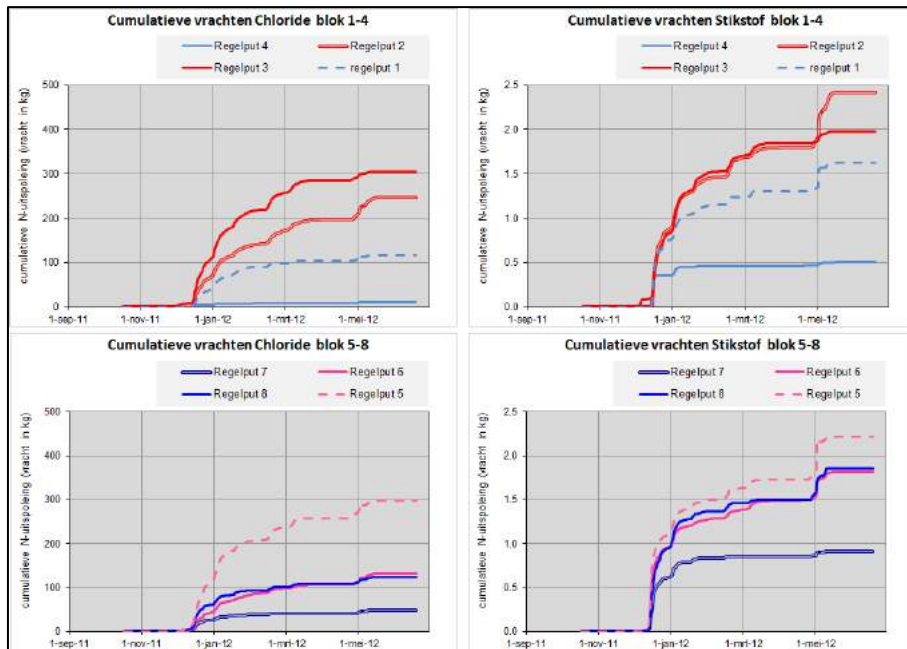 Cumulatieve vrachten Chloride blok 1-4
Regelput 4 Regelput 2
Regelput 3 regelput 1
cumulatieve N-uitspoeling (vracht in kg)
500
400
300
200
100
0
1-sep-11 1-nov-11 1-jan-12 1-mrt-12 1-mei-12
Cumulatieve vrachten Stikstof blok 1-4
Regelput 4 Regelput 2
Regelput 3 regelput 1
cumulatieve N-uitspoeling (vracht in kg)
2.5
2.0
1.5
1.0
0.5
0.0
1-sep-11 1-nov-11 1-jan-12 1-mrt-12 1-mei-12
Cumulatieve vrachten Chloride blok 5-8
Regelput 7 Regelput 6
Regelput 8 Regelput 5
cumulatieve N-uitspoeling (vracht in kg)
500
400
300
200
100
0
1-sep-11 1-nov-11 1-jan-12 1-mrt-12 1-mei-12
Cumulatieve vrachten Stikstof blok 5-8
Regelput 7 Regelput 6
Regelput 8 Regelput 5
cumulatieve N-uitspoeling (vracht in kg)
2.5
2.0
1.5
1.0
0.5
0.0
1-sep-11 1-nov-11 1-jan-12 1-mrt-12 1-mei-12